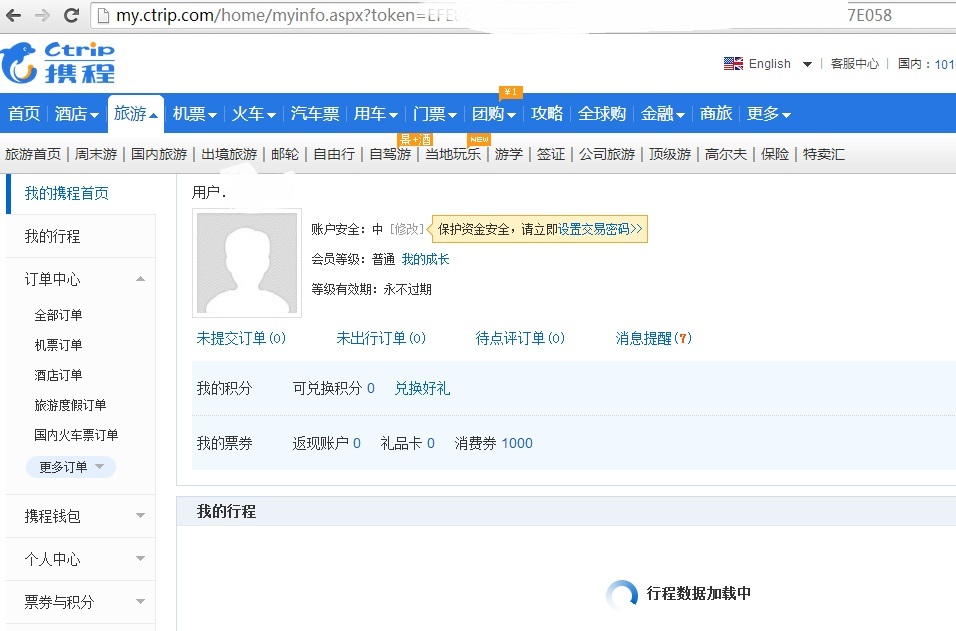 my.ctrip.com/home/myinfo.aspx?token= 7E058
Ctrip
携程
English 客服中心 国内：101
¥1
首页 酒店 旅游 机票 火车 汽车票 用车 门票 团购 攻略 全球购 金融 商旅 更多
景+酒 NEW
旅游首页 | 周末游 | 国内旅游 | 出境旅游 | 邮轮 | 自由行 | 自驾游 | 当地玩乐 | 游学 | 签证 | 公司旅游 | 顶级游 | 高尔夫 | 保险 | 特卖汇
我的携程首页
我的行程
订单中心
全部订单
机票订单
酒店订单
旅游度假订单
国内火车票订单
更多订单
携程钱包
个人中心
票券与积分
用户.
账户安全：中 [修改] 保护资金安全，请立即设置交易密码>>
会员等级：普通 我的成长
等级有效期：永不过期
未提交订单(0) 未出行订单(0) 待点评订单(0) 消息提醒(7)
我的积分 可兑换积分 0 兑换好礼
我的票券 返现账户 0 礼品卡 0 消费券 1000
我的行程
行程数据加载中